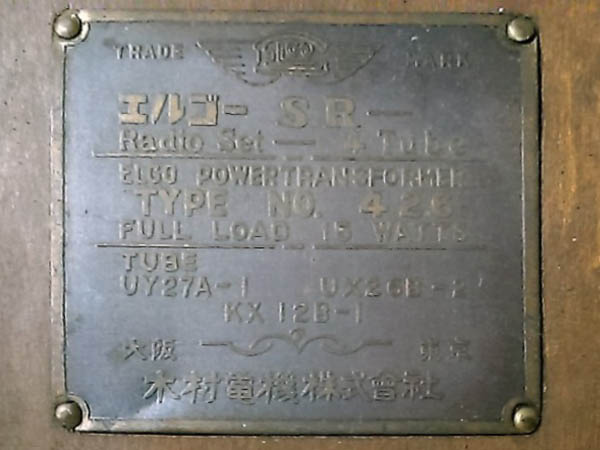 TRADE ELGO MARK
エルゴー SR—
Radio Set — 4 Tube
ELGO POWERTRANSFORMER
TYPE NO. 426
FULL LOAD 15 WATTS
TUBE
UY27A-1 UX26B-2
KX12B-1
大阪 東京
木村電機株式會社